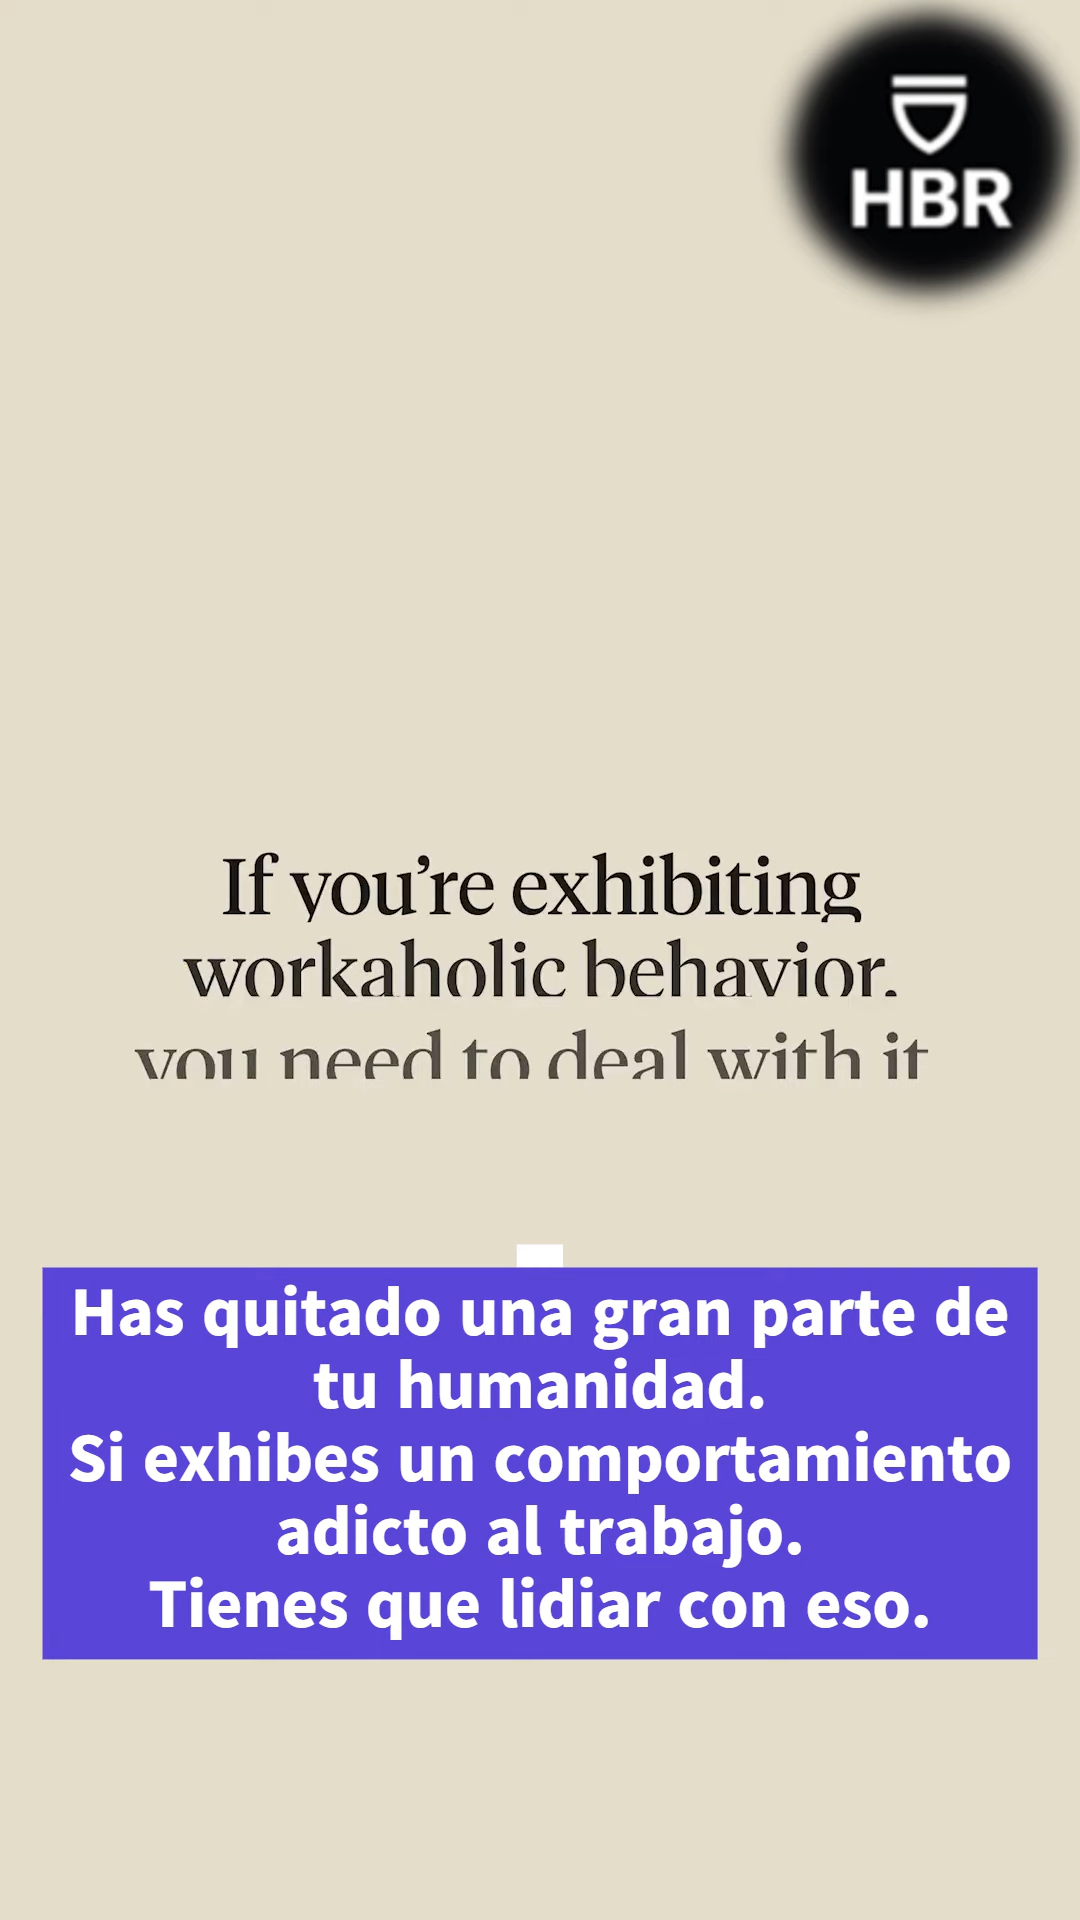 HBR
If you’re exhibiting
workaholic behavior,
you need to deal with it
Has quitado una gran parte de
tu humanidad.
Si exhibes un comportamiento
adicto al trabajo.
Tienes que lidiar con eso.